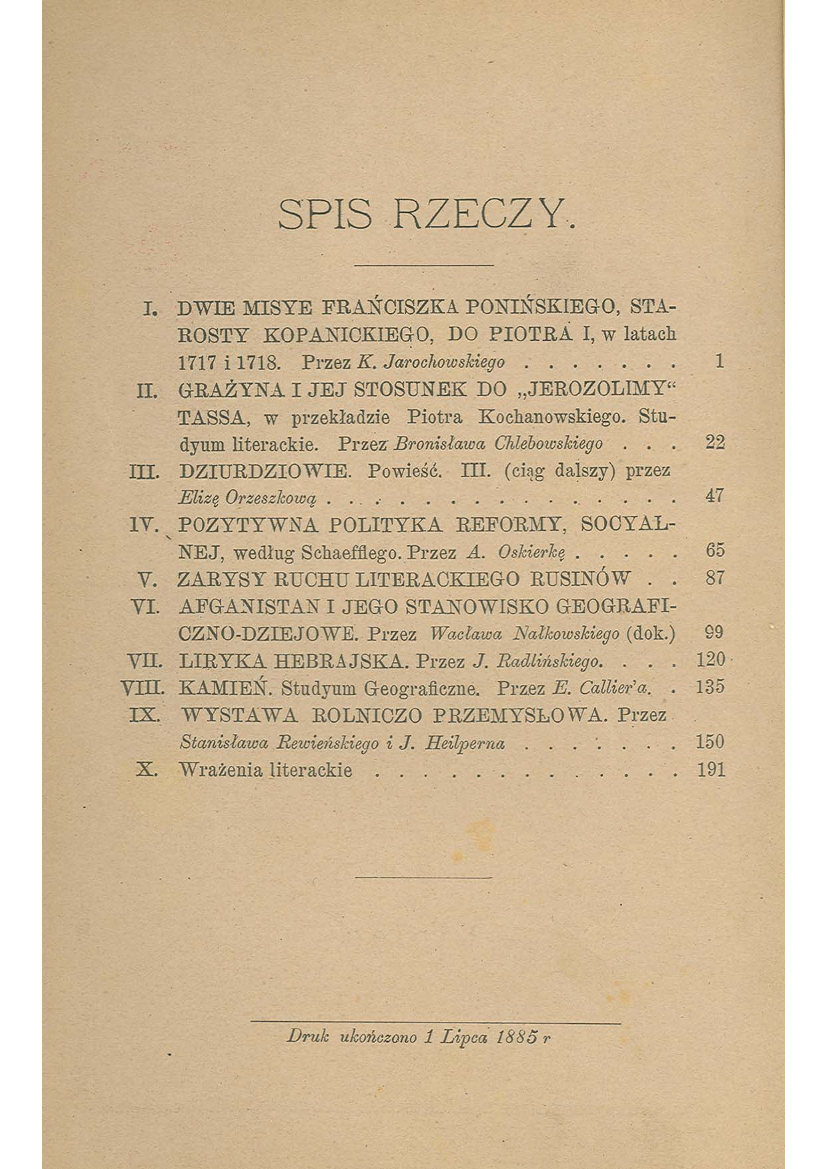 SPIS RZECZY.
I. DWIE MISYE FRAŃCISZKA PONIŃSKIEGO, STA-
ROSTY KOPANICKIEGO, DO PIOTRA I, w latach
1717 i 1718. Przez K. Jarochowskiego . . . . . . . 1
II. GRAŻYNA I JEJ STOSUNEK DO „JEROZOLIMY“
TASSA, w przekładzie Piotra Kochanowskiego. Stu-
dyum literackie. Przez Bronisława Chlebowskiego . . . 22
III. DZIURDZIOWIE. Powieść. III. (ciąg dalszy) przez
Elizę Orzeszkową . . . . . . . . . . . . . . . 47
IV. POZYTYWNA POLITYKA REFORMY, SOCYAL-
NEJ, według Schaefflego. Przez A. Oskierkę . . . . . 65
V. ZARYSY RUCHU LITERACKIEGO RUSINÓW . . 87
VI. AFGANISTAN I JEGO STANOWISKO GEOGRAFI-
CZNO-DZIEJOWE. Przez Wacława Nałkowskiego (dok.) 99
VII. LIRYKA HEBRAJSKA. Przez J. Radlińskiego. . . . 120
VIII. KAMIEŃ. Studyum Geograficzne. Przez E. Callier'a. . 135
IX. WYSTAWA ROLNICZO PRZEMYSŁOWA. Przez
Stanisława Rewieńskiego i J. Heilperna . . . . . . . 150
X. Wrażenia literackie . . . . . . . . . . . . . 191
Druk ukończono 1 Lipca 1885 r